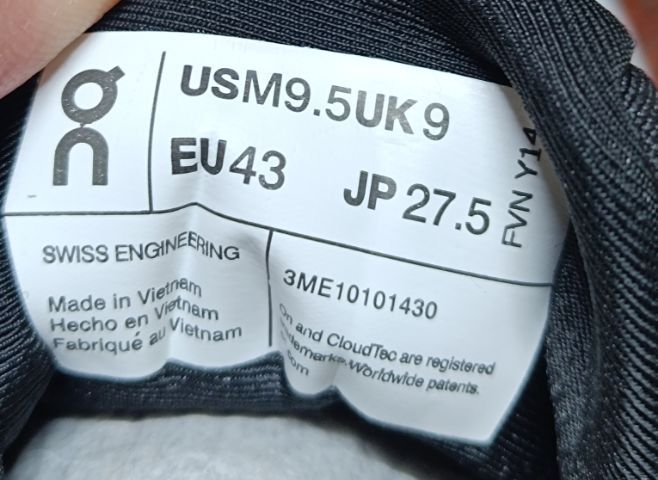 USM9.5UK9
EU43 JP 27.5
FVN Y14
SWISS ENGINEERING
Made in Vietnam
Hecho en Vietnam
Fabriqué au Vietnam
3ME10101430
On and CloudTec are registered
Worldwide patents.